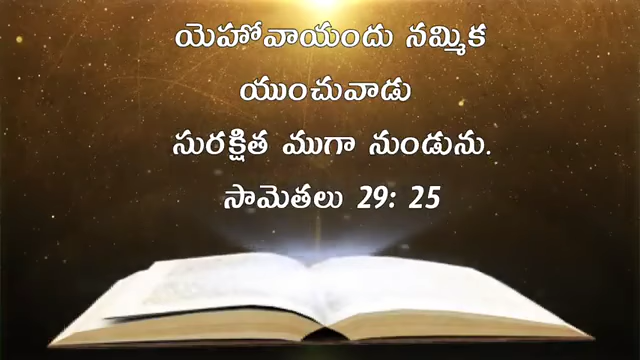 యెహోవాయందు నమ్మిక
యుంచువాడు
సురక్షిత ముగా నుండును.
సామెతలు 29: 25